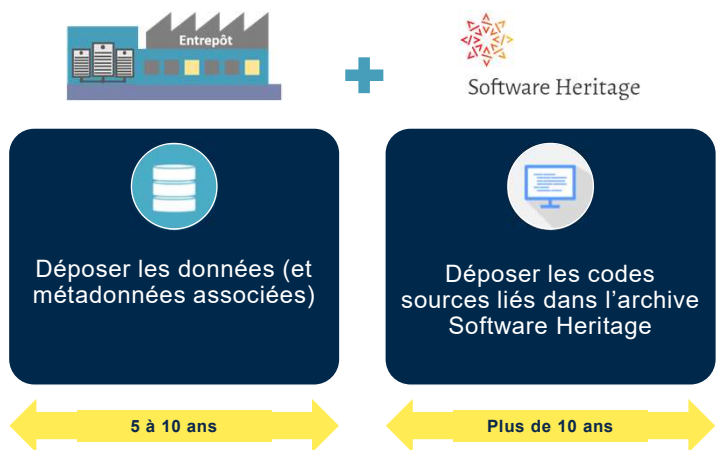 Entrepôt
Software Heritage
Déposer les données (et
métadonnées associées)
Déposer les codes
sources liés dans l’archive
Software Heritage
5 à 10 ans
Plus de 10 ans